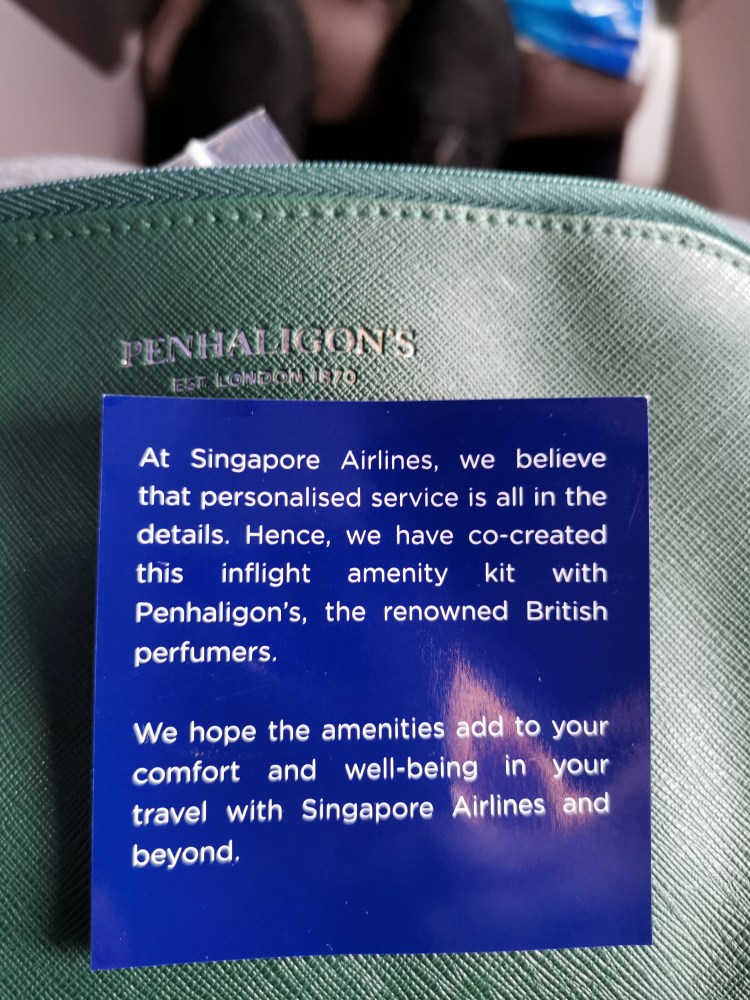 PENHALIGON'S
EST. LONDON 1870
At Singapore Airlines, we believe
that personalised service is all in the
details. Hence, we have co-created
this inflight amenity kit with
Penhaligon's, the renowned British
perfumers.
We hope the amenities add to your
comfort and well-being in your
travel with Singapore Airlines and
beyond.